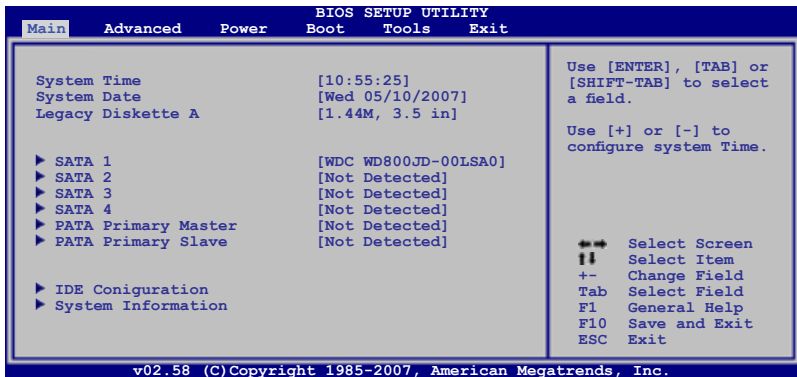 BIOS SETUP UTILITY
Main Advanced Power Boot Tools Exit
System Time [10:55:25]
System Date [Wed 05/10/2007]
Legacy Diskette A [1.44M, 3.5 in]
SATA 1 [WDC WD800JD-00LSA0]
SATA 2 [Not Detected]
SATA 3 [Not Detected]
SATA 4 [Not Detected]
PATA Primary Master [Not Detected]
PATA Primary Slave [Not Detected]
IDE Coniguration
System Information
Use [ENTER], [TAB] or
[SHIFT-TAB] to select
a field.
Use [+] or [-] to
configure system Time.
Select Screen
Select Item
+- Change Field
Tab Select Field
F1 General Help
F10 Save and Exit
ESC Exit
v02.58 (C)Copyright 1985-2007, American Megatrends, Inc.